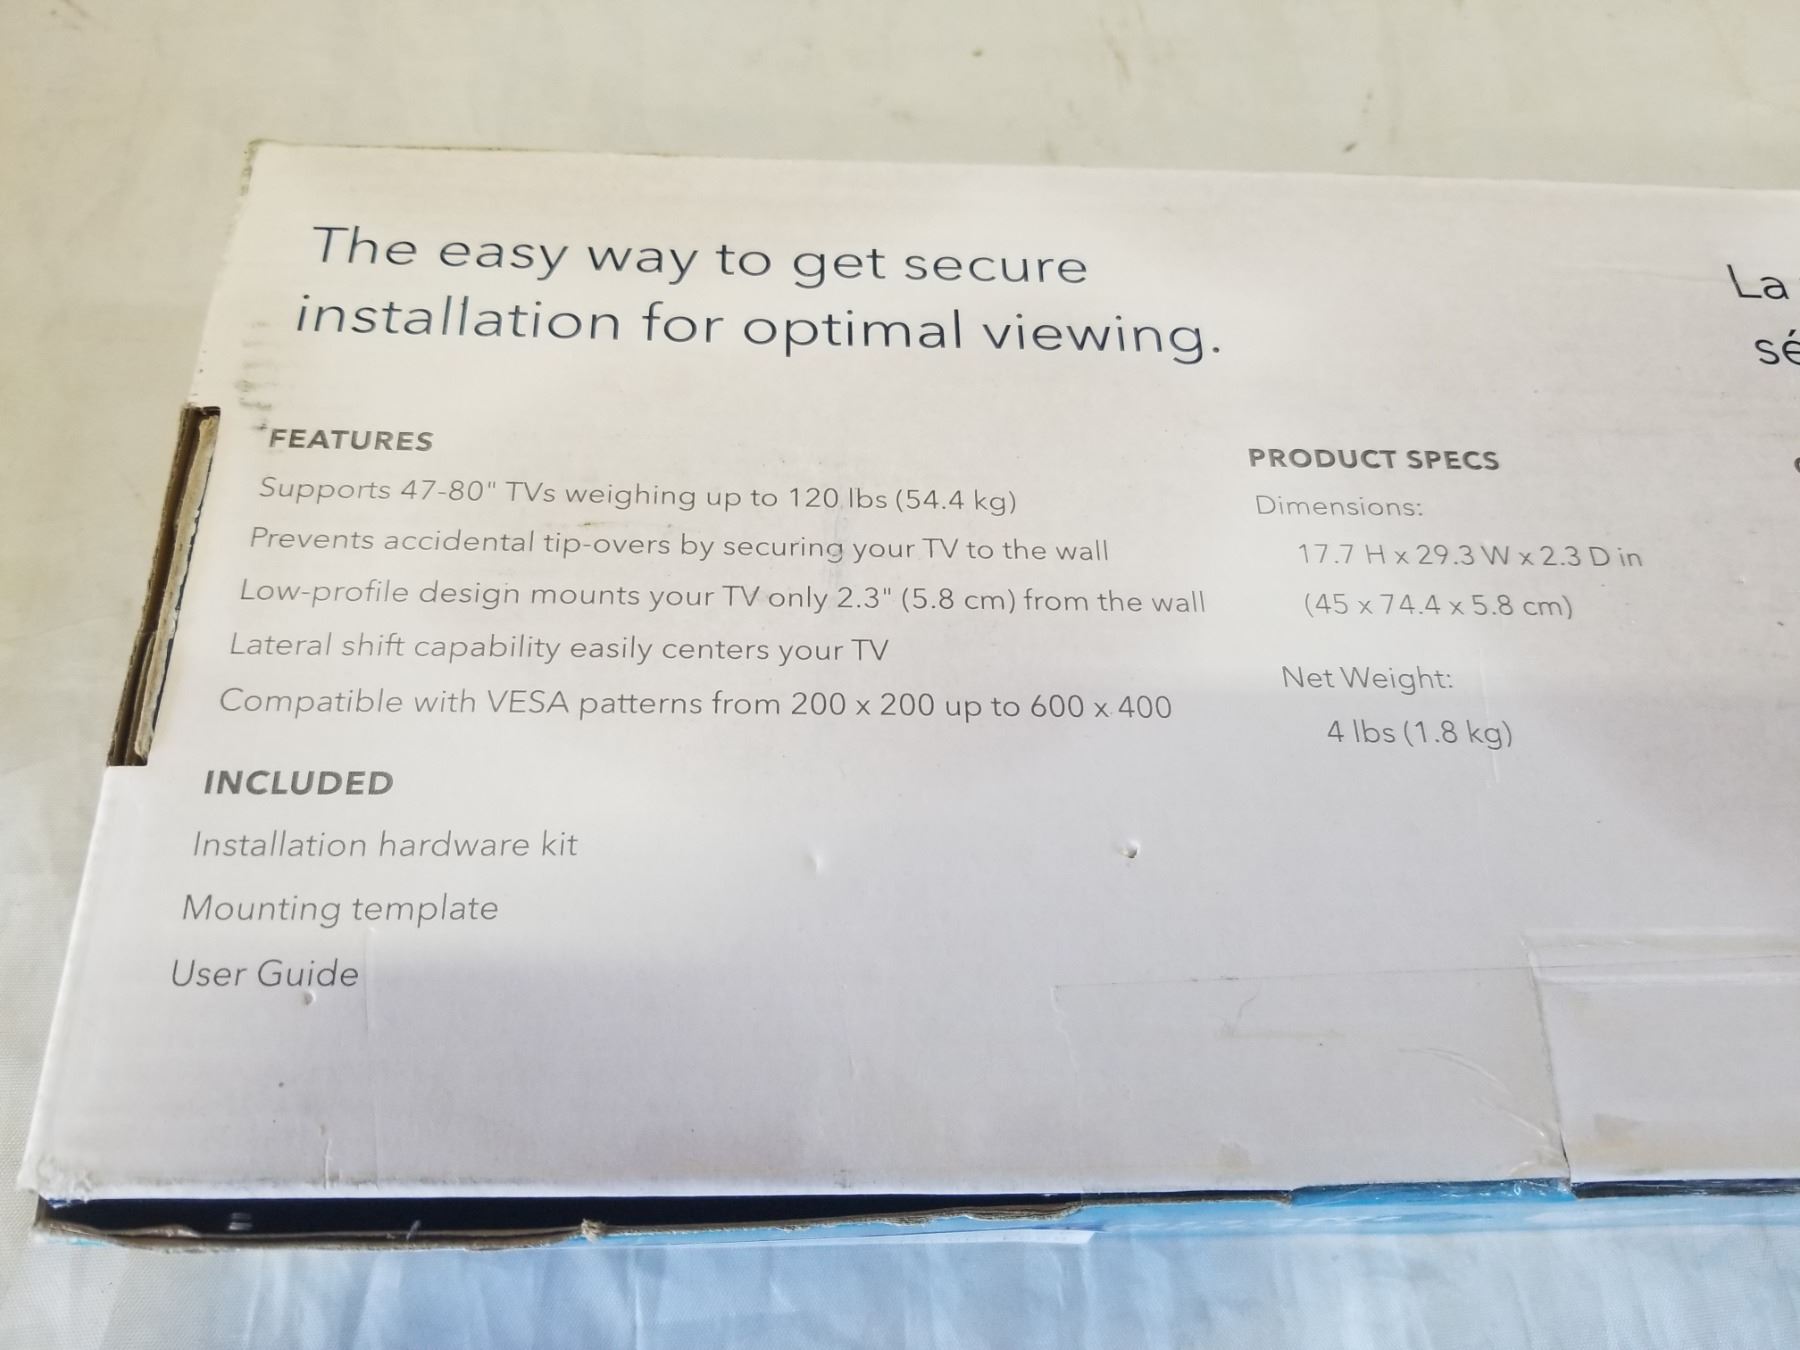 The easy way to get secure
installation for optimal viewing.
FEATURES
Supports 47-80" TVs weighing up to 120 lbs (54.4 kg)
Prevents accidental tip-overs by securing your TV to the wall
Low-profile design mounts your TV only 2.3" (5.8 cm) from the wall
Lateral shift capability easily centers your TV
Compatible with VESA patterns from 200 x 200 up to 600 x 400
INCLUDED
Installation hardware kit
Mounting template
User Guide
PRODUCT SPECS
Dimensions:
17.7 H x 29.3 W x 2.3 D in
(45 x 74.4 x 5.8 cm)
Net Weight:
4 lbs (1.8 kg)
La
sé